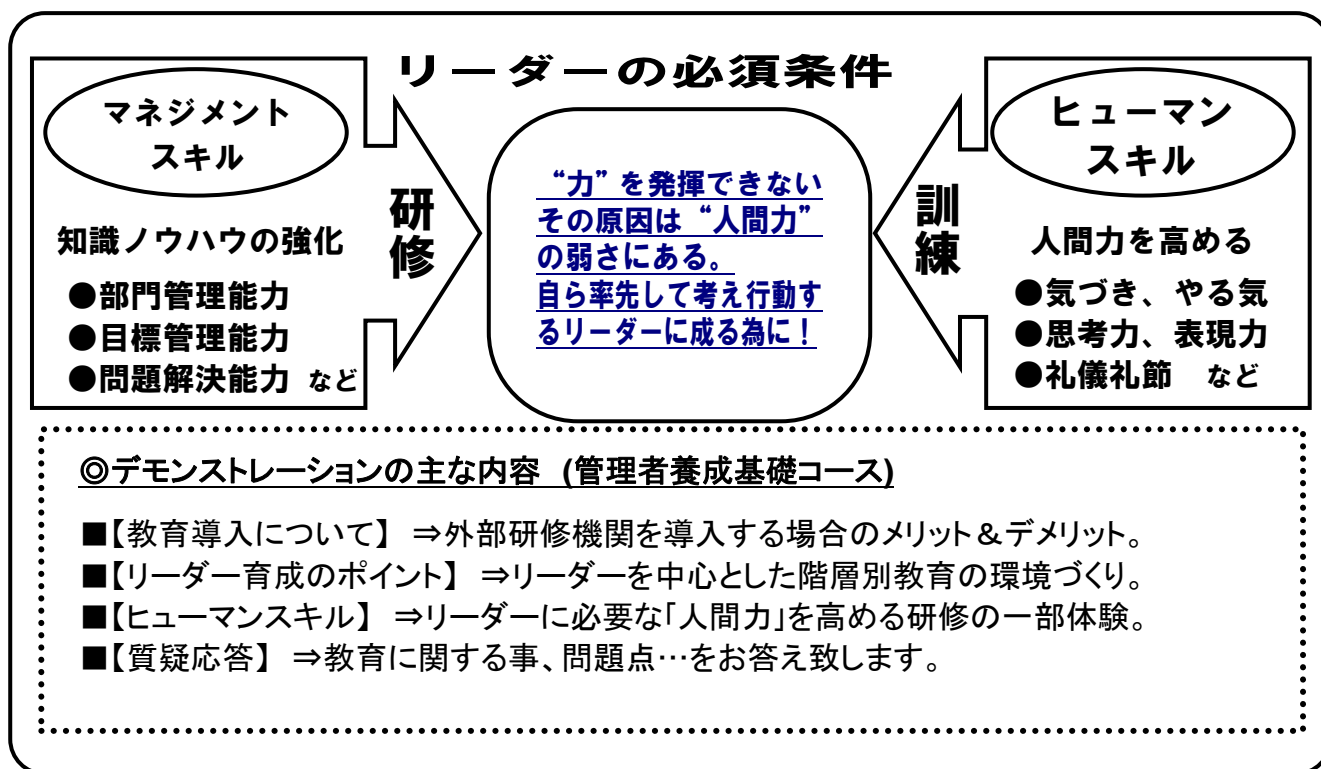 リーダーの必須条件
マネジメント
スキル
知識ノウハウの強化
●部門管理能力
●目標管理能力
●問題解決能力 など
研修
“力”を発揮できない
その原因は“人間力”
の弱さにある。
自ら率先して考え行動す
るリーダーに成る為に！
訓練
ヒューマン
スキル
人間力を高める
●気づき、やる気
●思考力、表現力
●礼儀礼節 など
◎デモンストレーションの主な内容 (管理者養成基礎コース)
■【教育導入について】 ⇒外部研修機関を導入する場合のメリット＆デメリット。
■【リーダー育成のポイント】 ⇒リーダーを中心とした階層別教育の環境づくり。
■【ヒューマンスキル】 ⇒リーダーに必要な「人間力」を高める研修の一部体験。
■【質疑応答】 ⇒教育に関する事、問題点…をお答え致します。